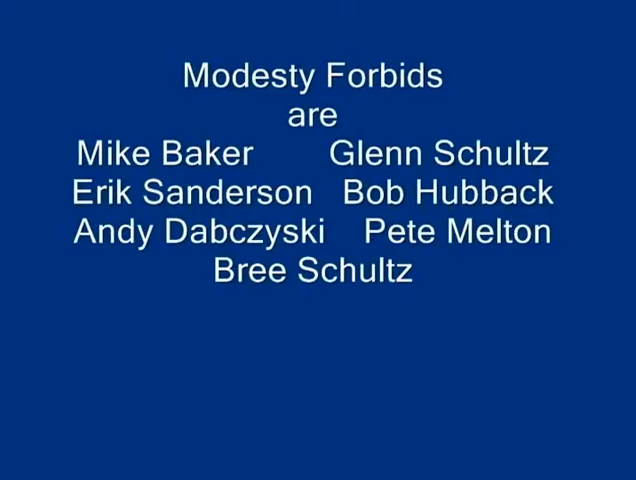 Modesty Forbids
are
Mike Baker Glenn Schultz
Erik Sanderson Bob Hubback
Andy Dabczyski Pete Melton
Bree Schultz